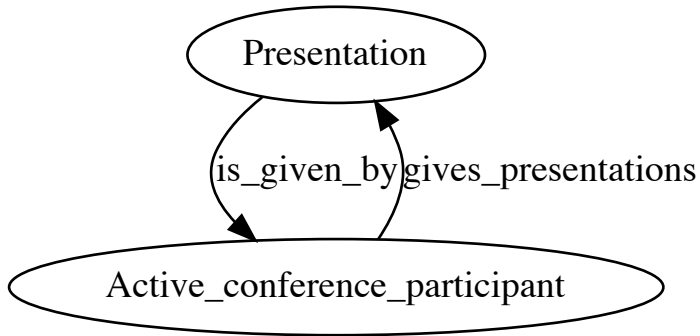 Presentation
is_given_by gives_presentations
Active_conference_participant